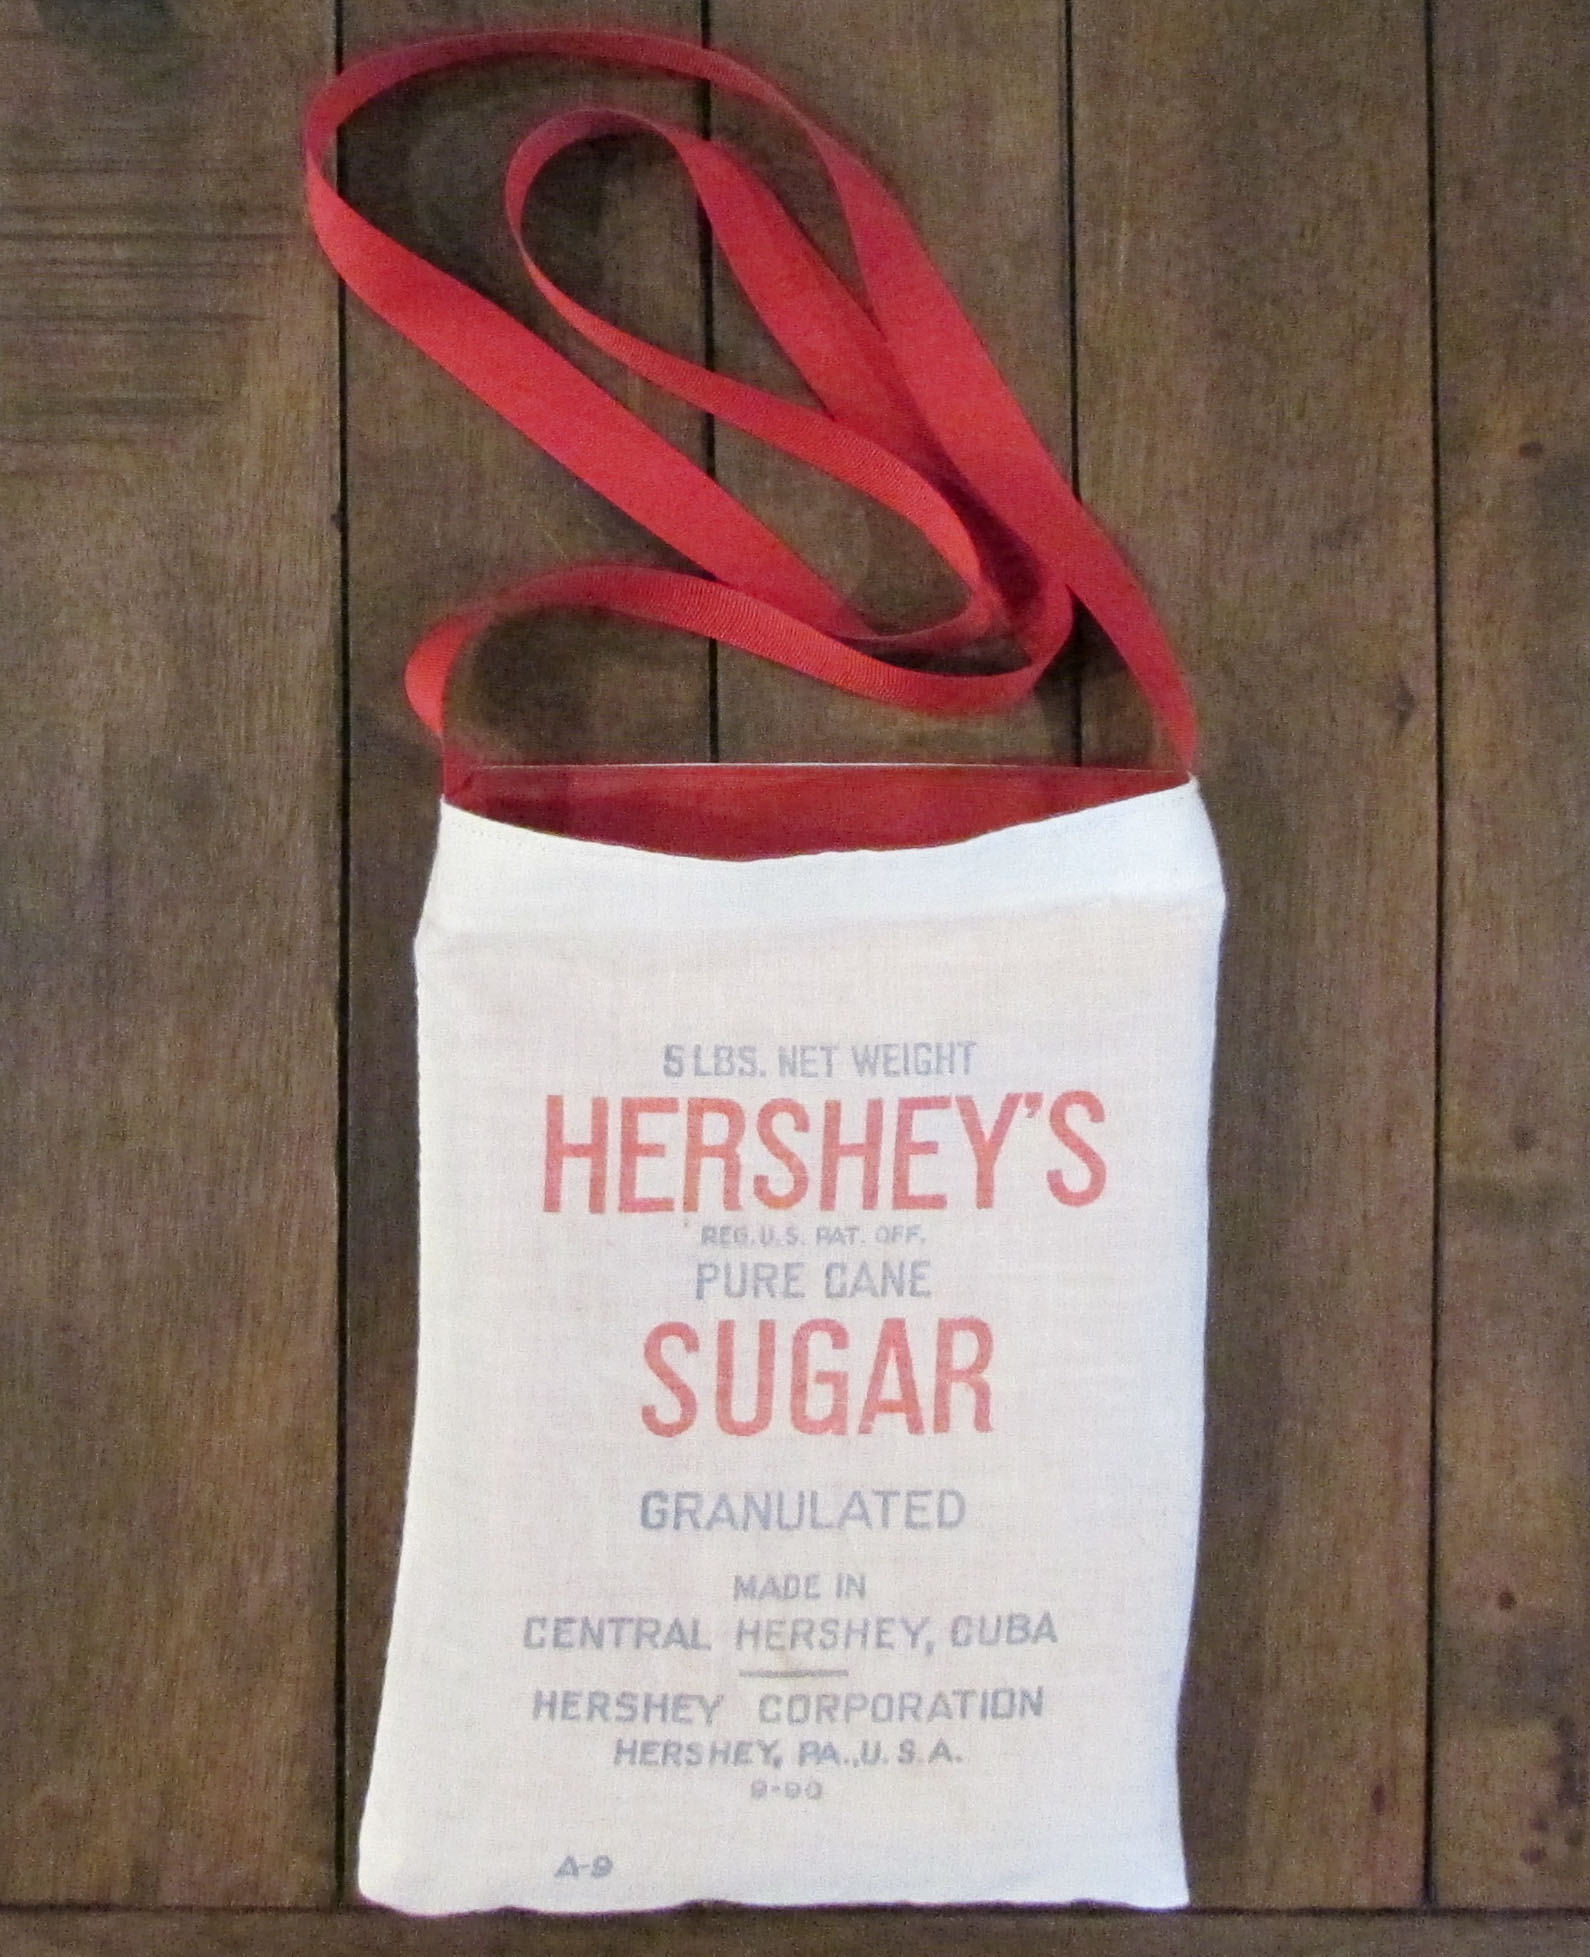 5 LBS. NET WEIGHT
HERSHEY'S
REG. U.S. PAT. OFF.
PURE CANE
SUGAR
GRANULATED
MADE IN
CENTRAL HERSHEY, CUBA
HERSHEY CORPORATION
HERSHEY, PA., U.S.A.
A-9